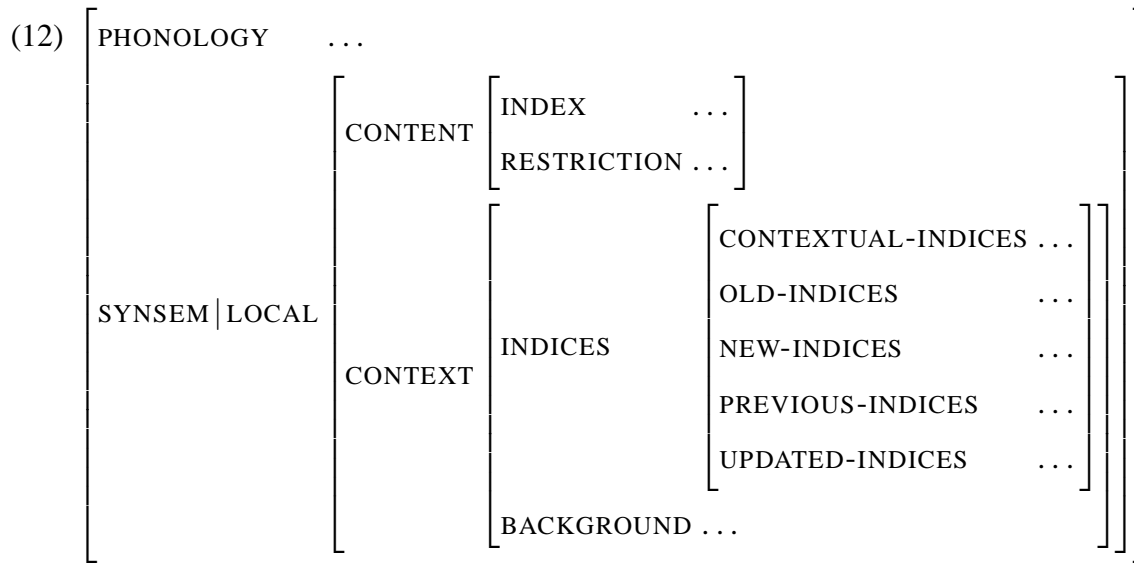 (12)
PHONOLOGY ...
INDEX ...
CONTENT
RESTRICTION ...
CONTEXTUAL-INDICES ...
OLD-INDICES ...
SYNSEM|LOCAL
INDICES
NEW-INDICES ...
CONTEXT
PREVIOUS-INDICES ...
UPDATED-INDICES ...
BACKGROUND ...